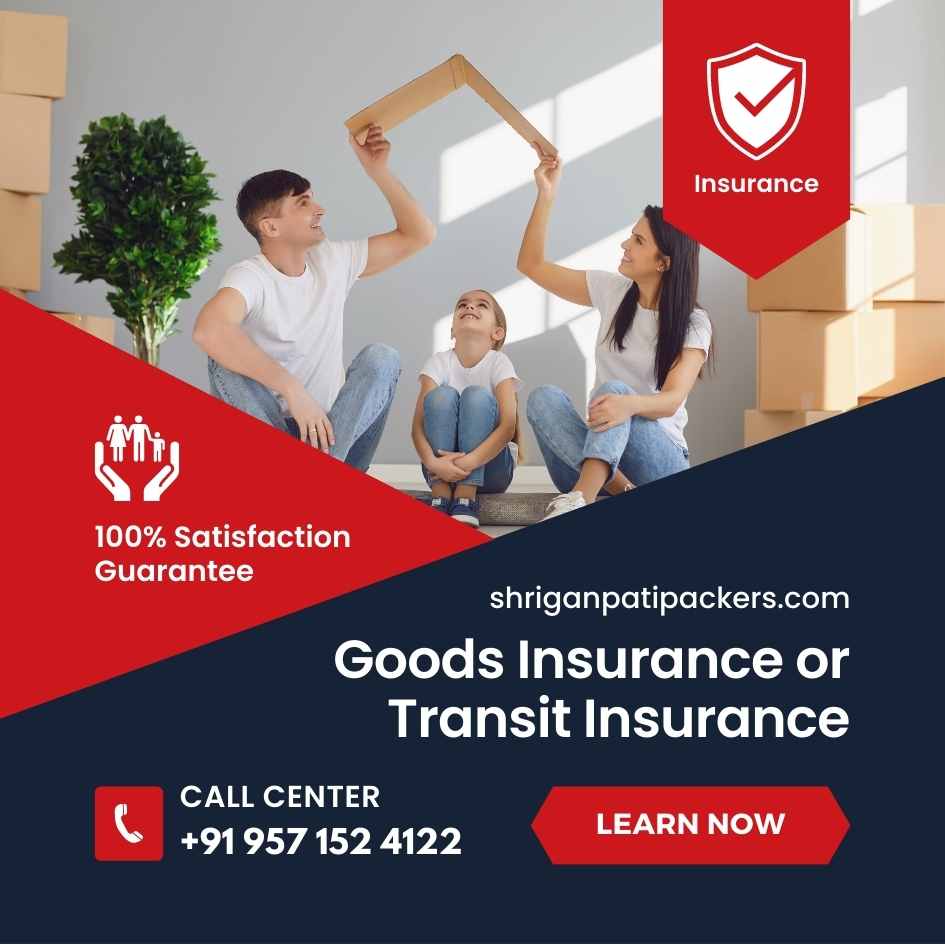 Insurance
100% Satisfaction
Guarantee
shriganpatipackers.com
Goods Insurance or
Transit Insurance
CALL CENTER
+91 957 152 4122
LEARN NOW